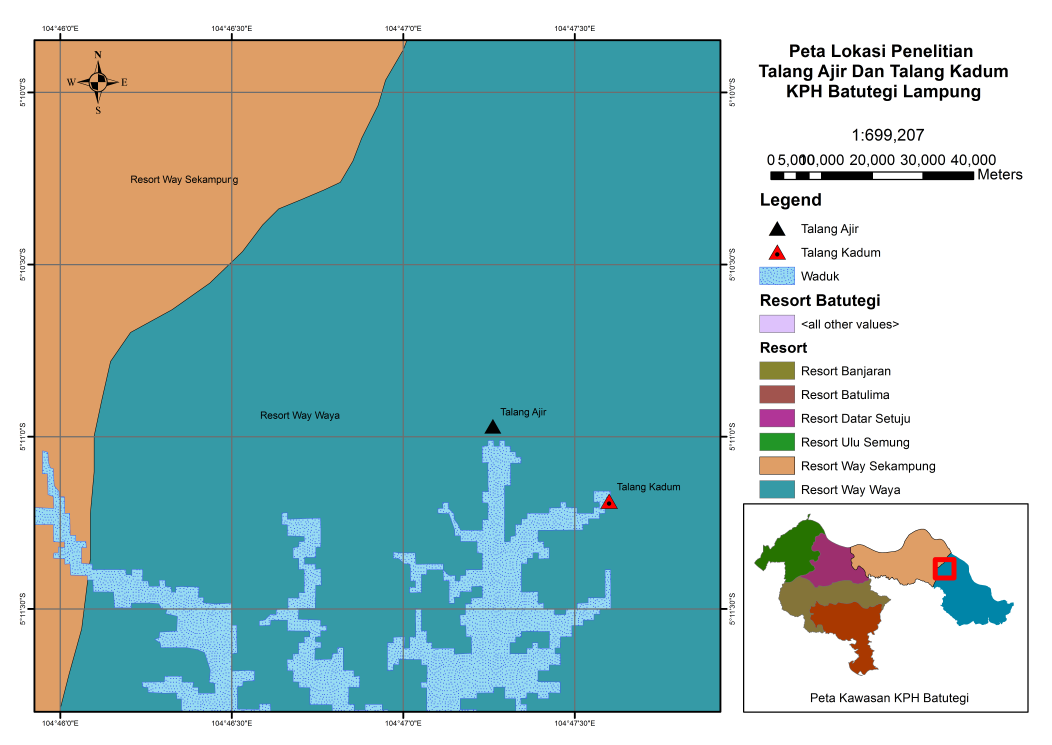 104°46'0"E
104°46'30"E
104°47'0"E
104°47'30"E
5°10'0"S
5°10'30"S
5°11'0"S
5°11'30"S
N
W
E
S
Resort Way Sekampung
Resort Way Waya
Talang Ajir
Talang Kadum
5°10'0"S
5°10'30"S
5°11'0"S
5°11'30"S
104°46'0"E
104°46'30"E
104°47'0"E
104°47'30"E
Peta Lokasi Penelitian
Talang Ajir Dan Talang Kadum
KPH Batutegi Lampung
1:699,207
0 5,000 10,000 20,000 30,000 40,000
Meters
Legend
Talang Ajir
Talang Kadum
Waduk
Resort Batutegi
<all other values>
Resort
Resort Banjaran
Resort Batulima
Resort Datar Setuju
Resort Ulu Semung
Resort Way Sekampung
Resort Way Waya
Peta Kawasan KPH Batutegi